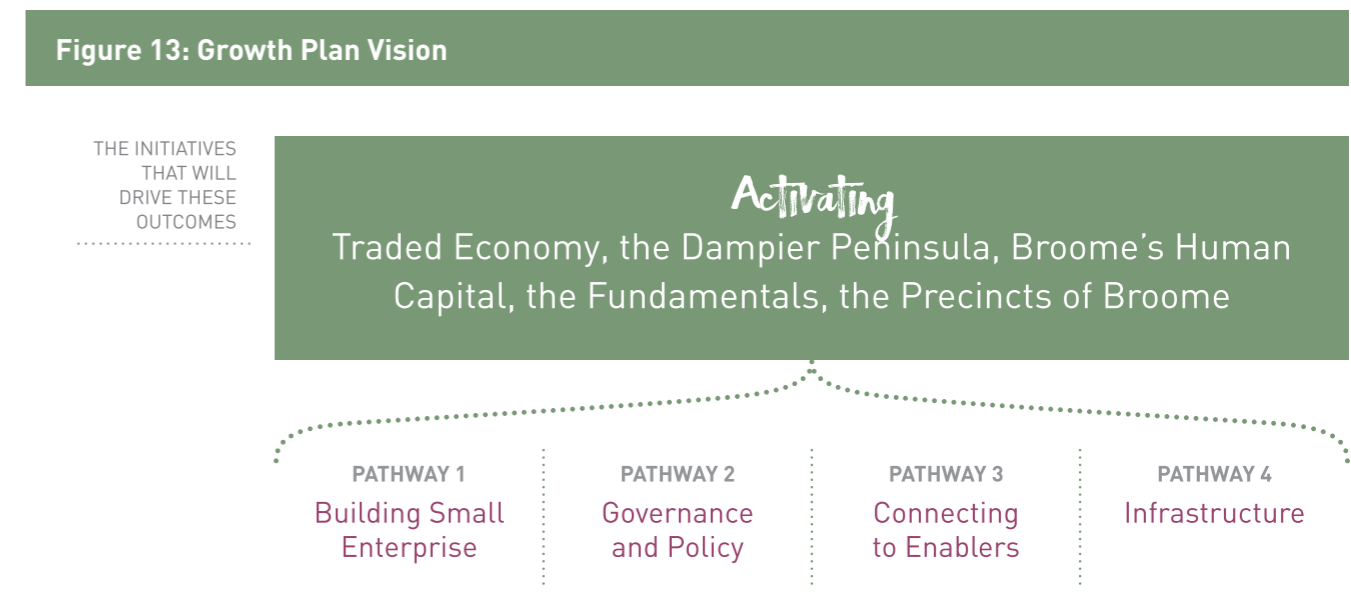 Figure 13: Growth Plan Vision
THE INITIATIVES
THAT WILL
DRIVE THESE
OUTCOMES
Activating
Traded Economy, the Dampier Peninsula, Broome's Human
Capital, the Fundamentals, the Precincts of Broome
PATHWAY 1
Building Small
Enterprise
PATHWAY 2
Governance
and Policy
PATHWAY 3
Connecting
to Enablers
PATHWAY 4
Infrastructure